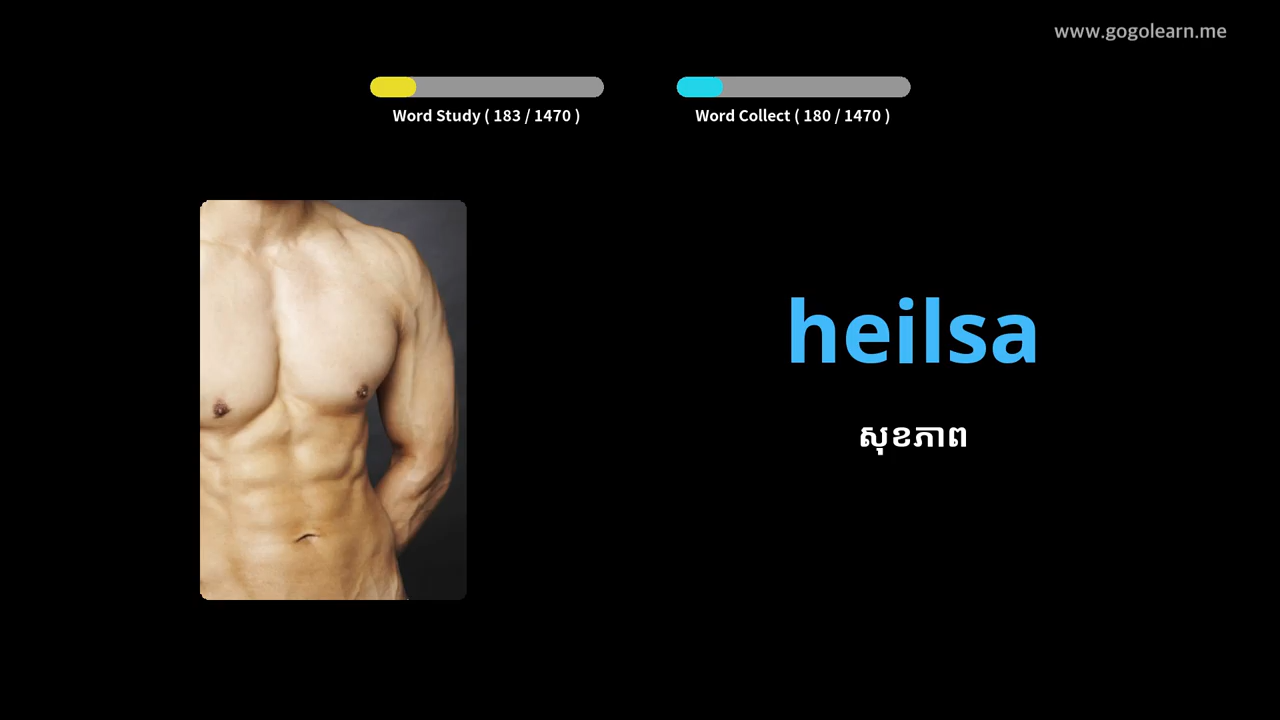 www.gogolearn.me
Word Study ( 183 / 1470 )
Word Collect ( 180 / 1470 )
heilsa
សុខភាព